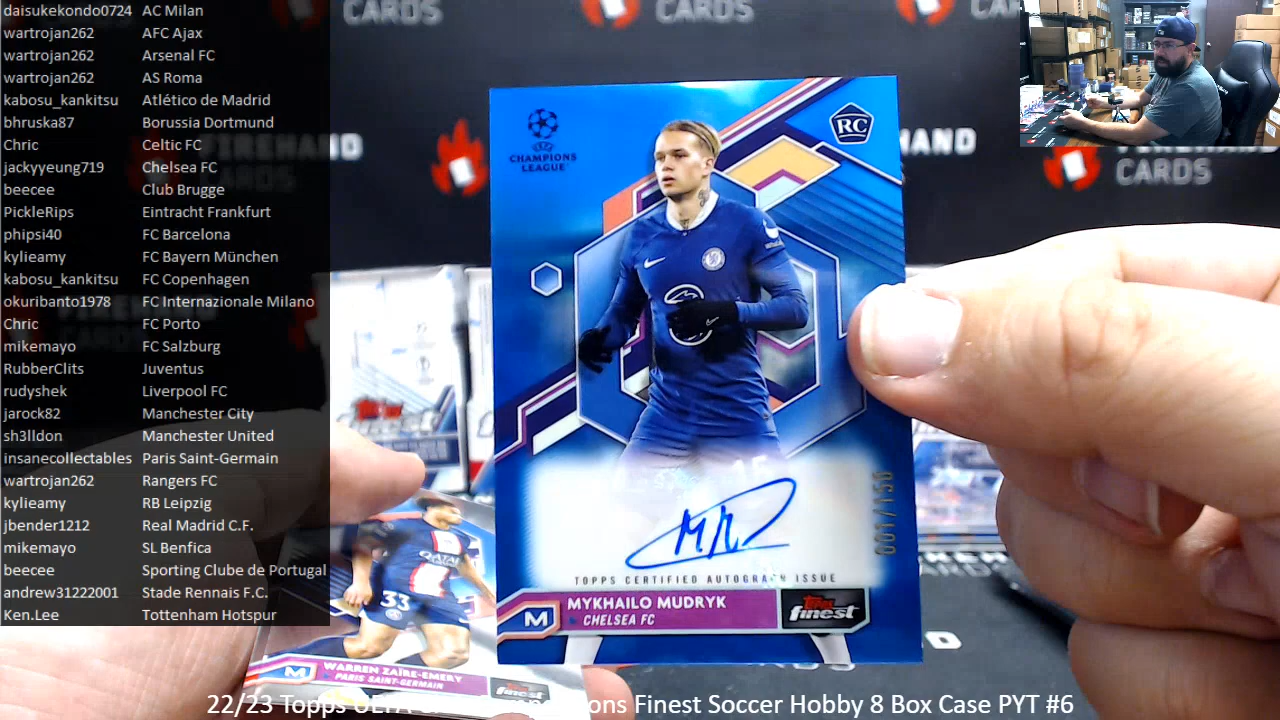 daisukekondo0724 AC Milan
wartrojan262 AFC Ajax
wartrojan262 Arsenal FC
wartrojan262 AS Roma
kabosu_kankitsu Atlético de Madrid
bhruska87 Borussia Dortmund
Chric Celtic FC
jackyyeung719 Chelsea FC
beecee Club Brugge
PickleRips Eintracht Frankfurt
phipsi40 FC Barcelona
kylieamy FC Bayern München
kabosu_kankitsu FC Copenhagen
okuribanto1978 FC Internazionale Milano
Chric FC Porto
mikemayo FC Salzburg
RubberClits Juventus
rudyshek Liverpool FC
jarock82 Manchester City
sh3lldon Manchester United
insanecollectables Paris Saint-Germain
wartrojan262 Rangers FC
kylieamy RB Leipzig
jbender1212 Real Madrid C.F.
mikemayo SL Benfica
beecee Sporting Clube de Portugal
andrew31222001 Stade Rennais F.C.
Ken.Lee Tottenham Hotspur
CARDS
FIREHAND
CARDS
UEFA
CHAMPIONS
LEAGUE
RC
001/150
TOPPS CERTIFIED AUTOGRAPH ISSUE
M MYKHAILO MUDRYK
CHELSEA FC
Topps finest
QATAR
33
M WARREN ZAÏRE-EMERY
PARIS SAINT-GERMAIN
finest
22/23 Topps Finest Soccer Hobby 8 Box Case PYT #6